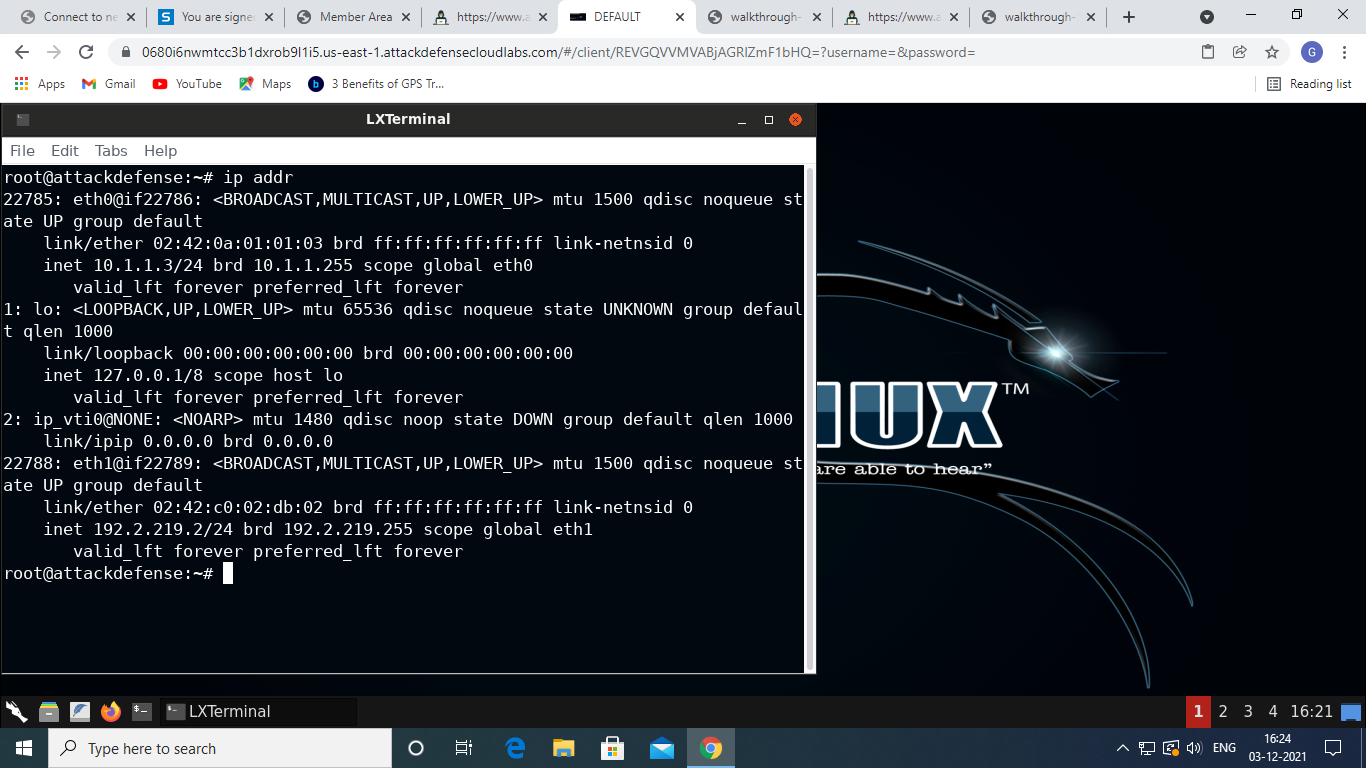 Connect to ne
You are signe
Member Area
https://www.a
DEFAULT
walkthrough-
https://www.a
walkthrough-
0680i6nwmtcc3b1dxrob9l1i5.us-east-1.attackdefensecloudlabs.com/#/client/REVGQVVMVABjAGRlZmF1bHQ=?username=&password=
G
Apps
Gmail
YouTube
Maps
b
3 Benefits of GPS Tr...
Reading list
LXTerminal
File Edit Tabs Help
root@attackdefense:~# ip addr
22785: eth0@if22786: <BROADCAST,MULTICAST,UP,LOWER_UP> mtu 1500 qdisc noqueue st
ate UP group default
    link/ether 02:42:0a:01:01:03 brd ff:ff:ff:ff:ff:ff link-netnsid 0
    inet 10.1.1.3/24 brd 10.1.1.255 scope global eth0
       valid_lft forever preferred_lft forever
1: lo: <LOOPBACK,UP,LOWER_UP> mtu 65536 qdisc noqueue state UNKNOWN group defaul
t qlen 1000
    link/loopback 00:00:00:00:00:00 brd 00:00:00:00:00:00
    inet 127.0.0.1/8 scope host lo
       valid_lft forever preferred_lft forever
2: ip_vti0@NONE: <NOARP> mtu 1480 qdisc noop state DOWN group default qlen 1000
    link/ipip 0.0.0.0 brd 0.0.0.0
22788: eth1@if22789: <BROADCAST,MULTICAST,UP,LOWER_UP> mtu 1500 qdisc noqueue st
ate UP group default
    link/ether 02:42:c0:02:db:02 brd ff:ff:ff:ff:ff:ff link-netnsid 0
    inet 192.2.219.2/24 brd 192.2.219.255 scope global eth1
       valid_lft forever preferred_lft forever
root@attackdefense:~#
UX™
are able to hear”
LXTerminal
1 2 3 4 16:21
Type here to search
ENG
16:24
03-12-2021